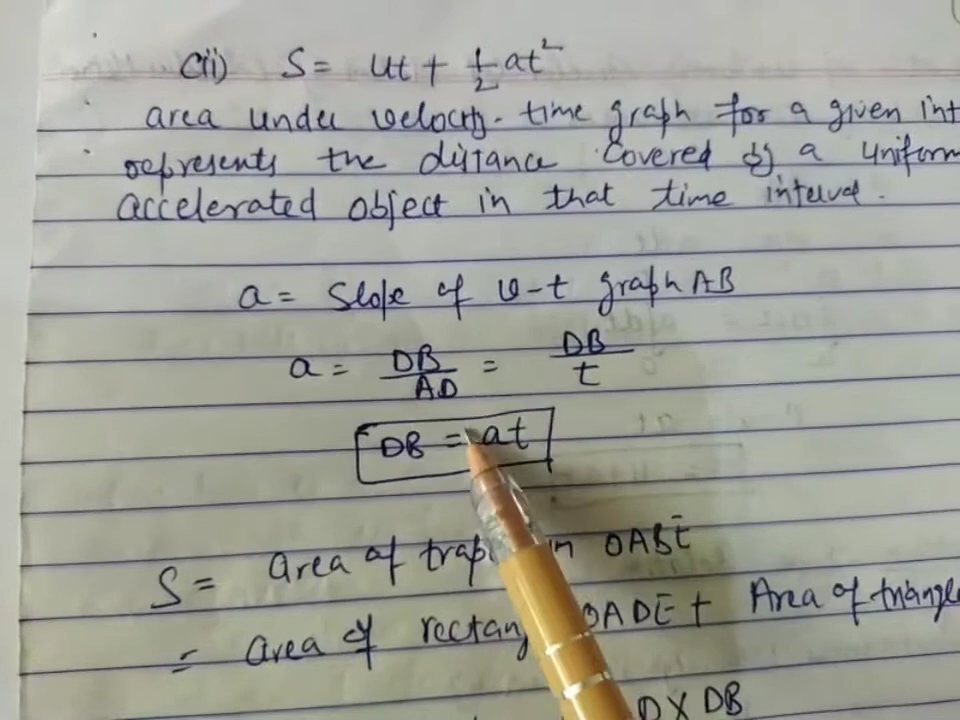 (ii) S = ut + 1/2 at²
area under velocity-time graph for a given int
represents the distance covered by a uniform
accelerated object in that time interval.
a = Slope of v-t graph AB
a = DB/AD = DB/t
DB = at
S = area of trap in OABE
= area of rectang OADE + Area of triangle
D X DB